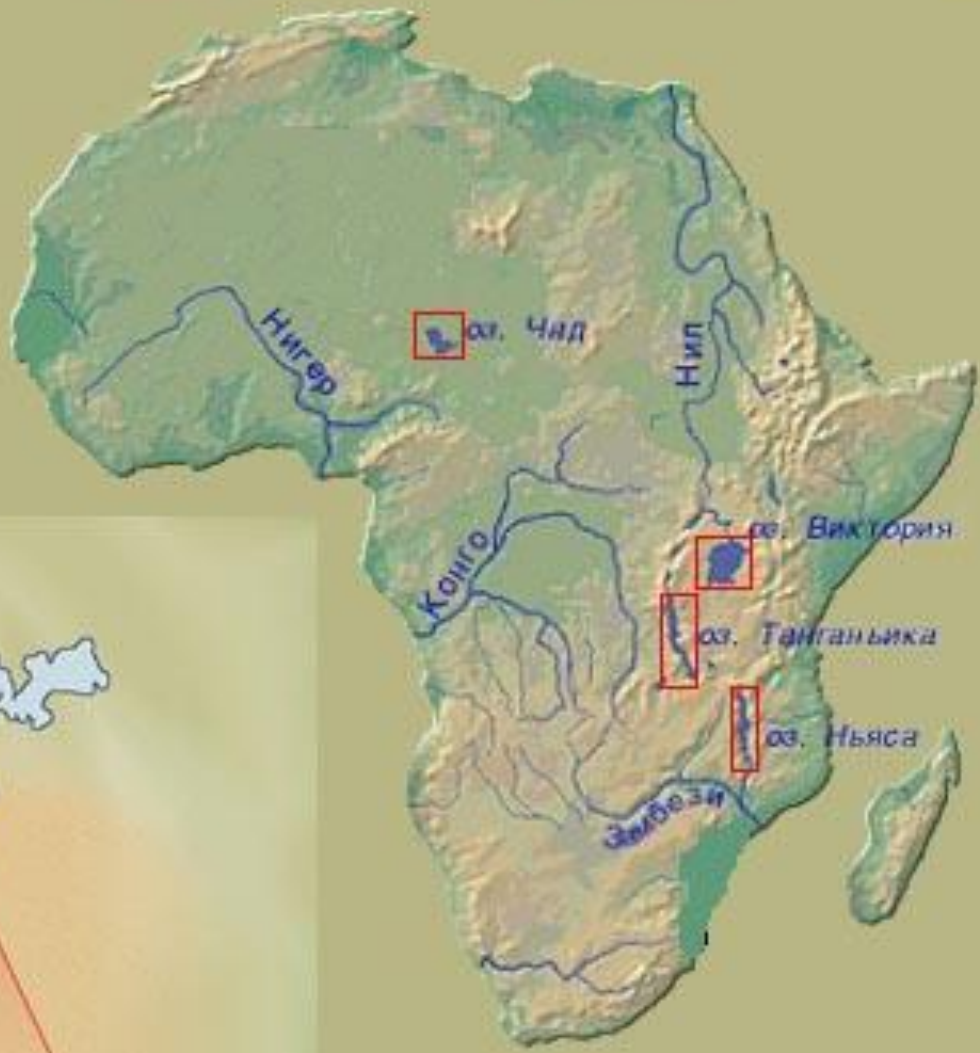 Нигер
оз. Чад
Нил
оз. Виктория
Конго
оз. Танганьика
оз. Ньяса
Замбези